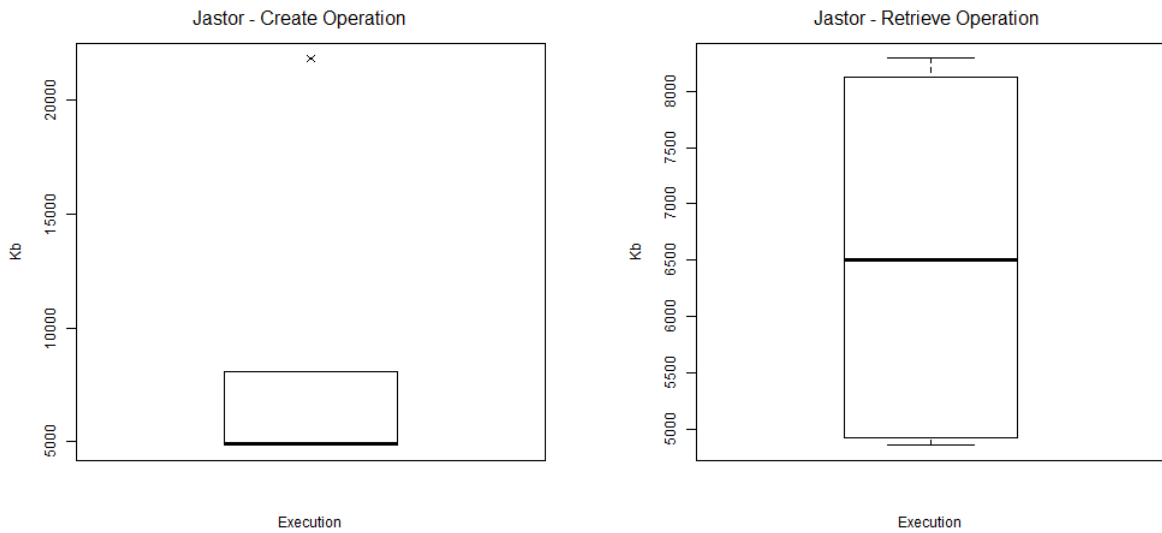 Jastor - Create Operation
20000
15000
10000
5000
Kb
Execution
Jastor - Retrieve Operation
8000
7500
7000
6500
6000
5500
5000
Kb
Execution